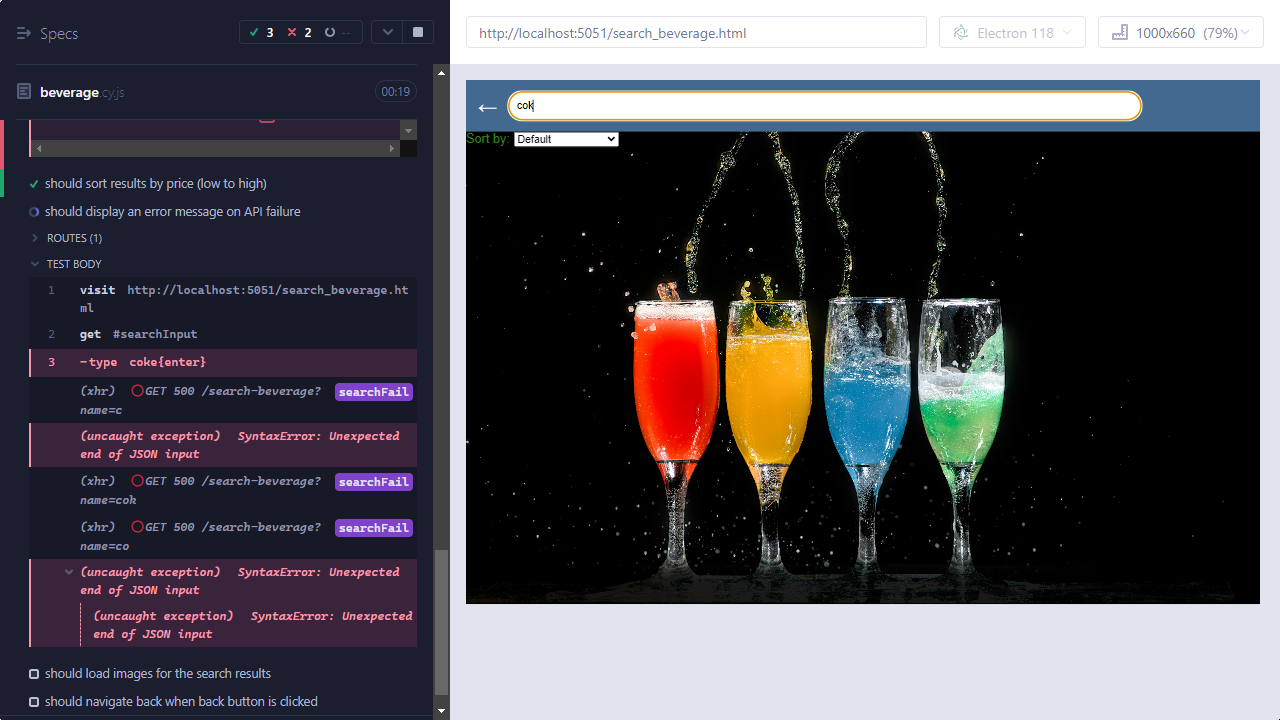 Specs
3 2 --
http://localhost:5051/search_beverage.html
Electron 118
1000x660 (79%)
beverage.cy.js
00:19
cok
Sort by: Default
should sort results by price (low to high)
should display an error message on API failure
ROUTES (1)
TEST BODY
1 visit http://localhost:5051/search_beverage.ht
ml
2 get #searchInput
3 -type coke{enter}
(xhr) GET 500 /search-beverage? searchFail
name=c
(uncaught exception) SyntaxError: Unexpected
end of JSON input
(xhr) GET 500 /search-beverage? searchFail
name=cok
(xhr) GET 500 /search-beverage? searchFail
name=co
(uncaught exception) SyntaxError: Unexpected
end of JSON input
(uncaught exception) SyntaxError: Unexpected
end of JSON input
should load images for the search results
should navigate back when back button is clicked